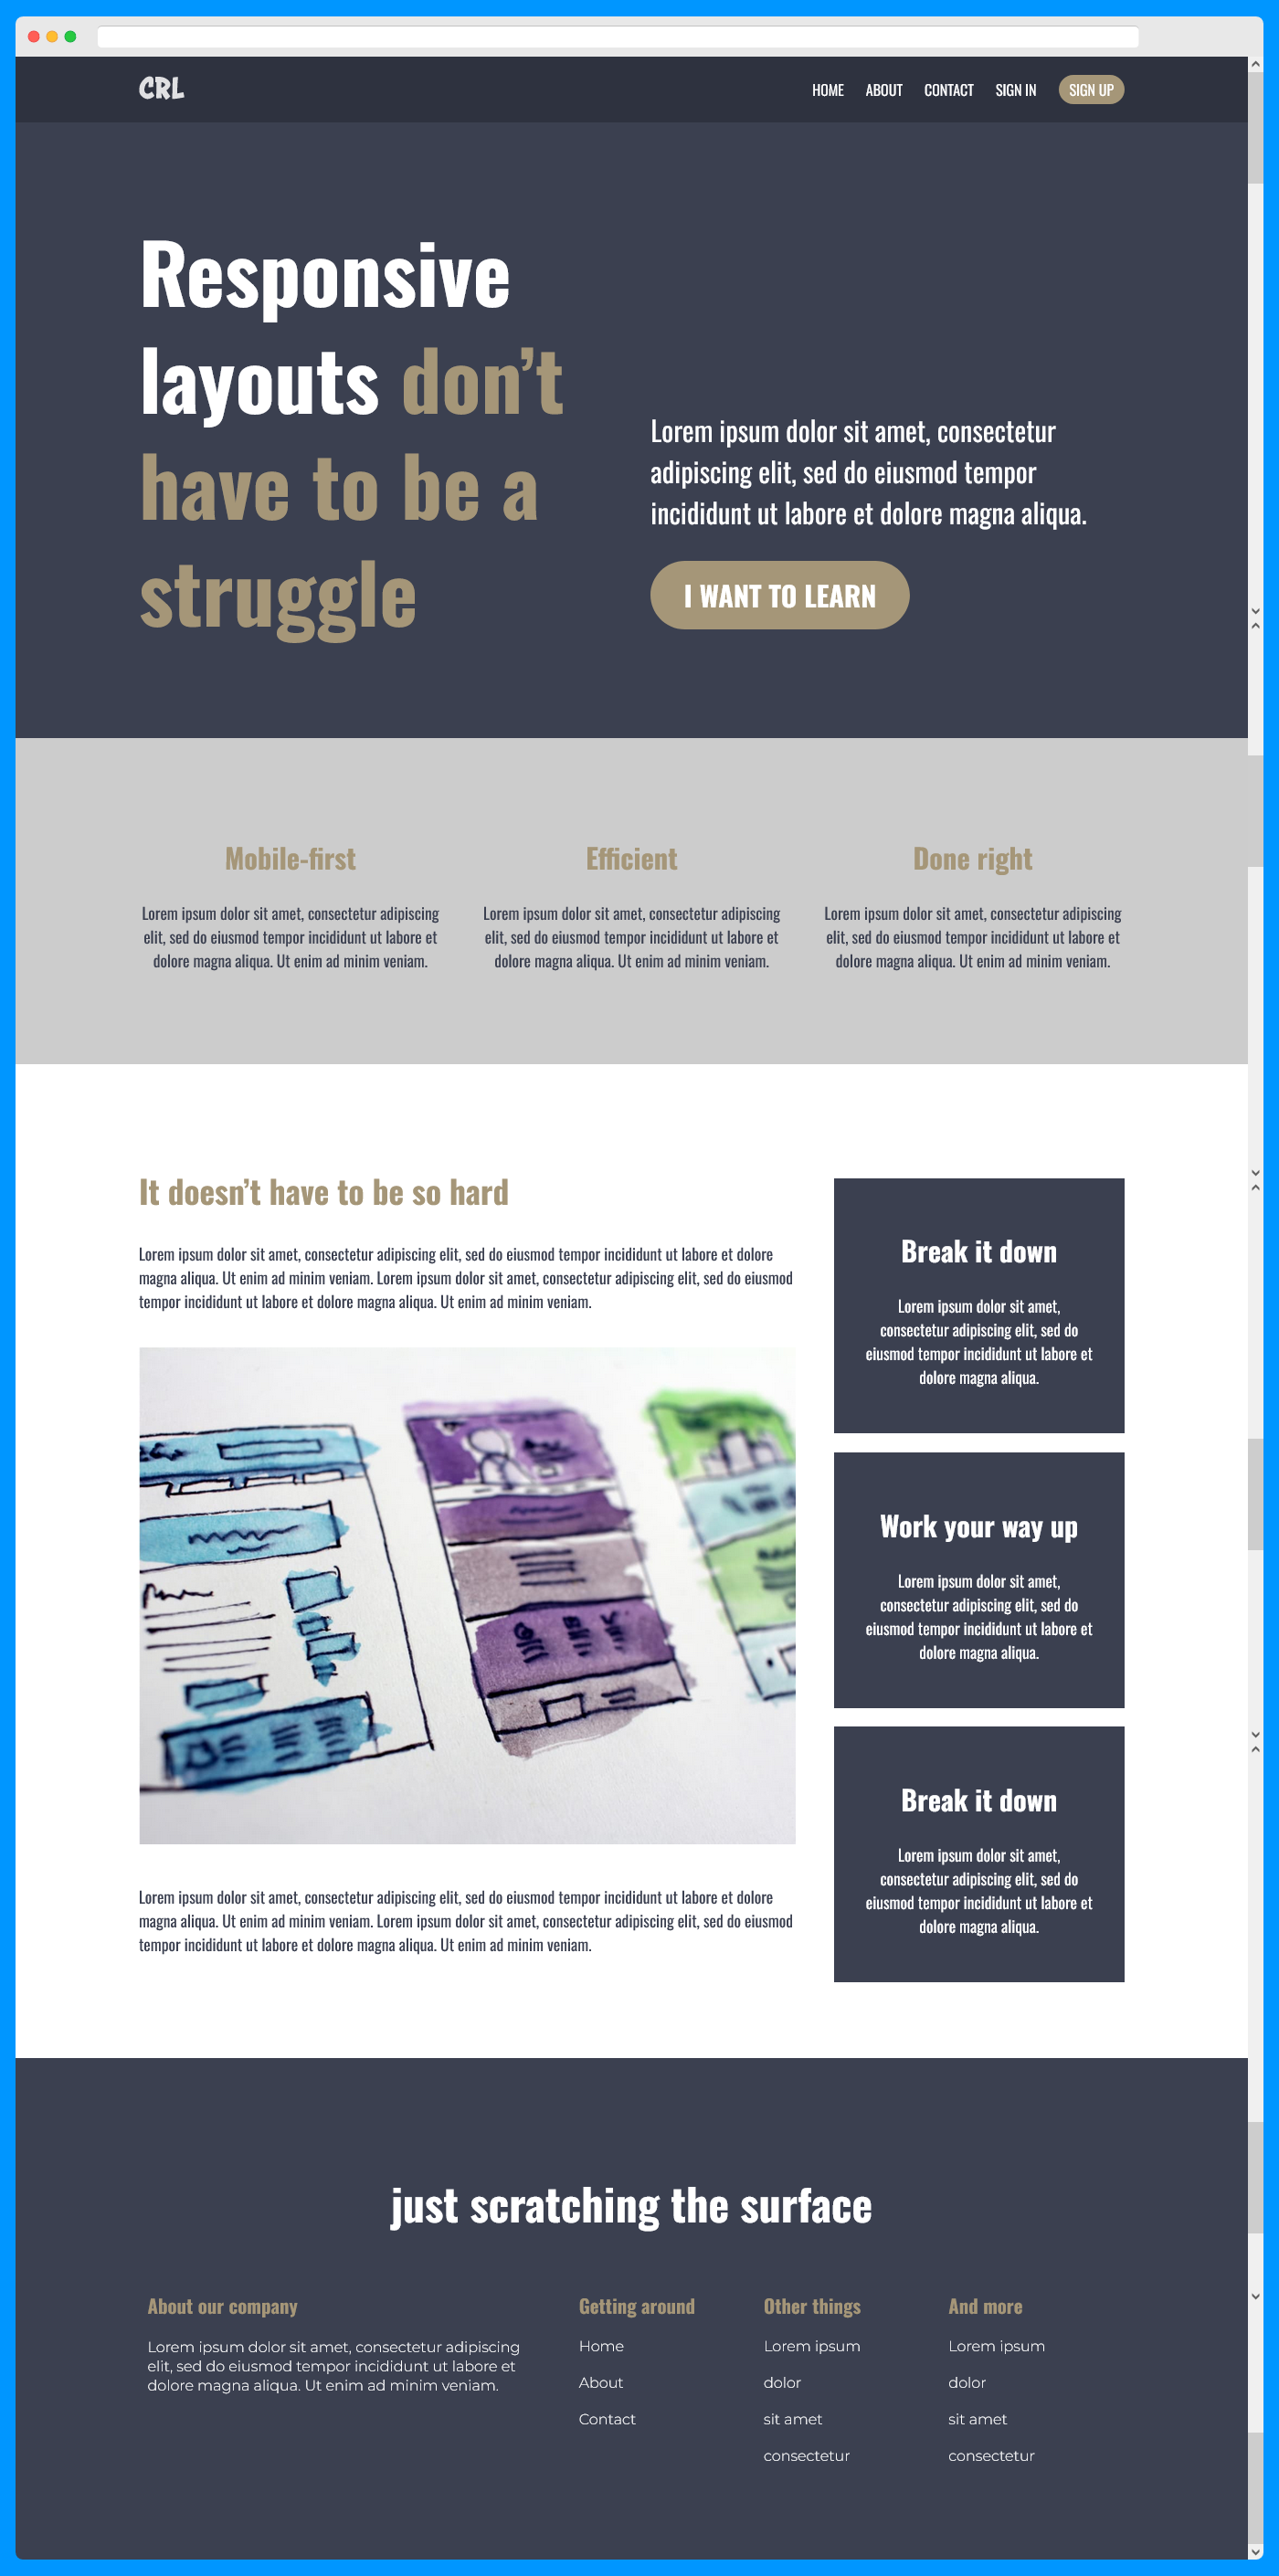 CRL
HOME ABOUT CONTACT SIGN IN SIGN UP
Responsive
layouts don’t
have to be a
struggle
Lorem ipsum dolor sit amet, consectetur
adipiscing elit, sed do eiusmod tempor
incididunt ut labore et dolore magna aliqua.
I WANT TO LEARN
Mobile-first
Lorem ipsum dolor sit amet, consectetur adipiscing
elit, sed do eiusmod tempor incididunt ut labore et
dolore magna aliqua. Ut enim ad minim veniam.
Efficient
Lorem ipsum dolor sit amet, consectetur adipiscing
elit, sed do eiusmod tempor incididunt ut labore et
dolore magna aliqua. Ut enim ad minim veniam.
Done right
Lorem ipsum dolor sit amet, consectetur adipiscing
elit, sed do eiusmod tempor incididunt ut labore et
dolore magna aliqua. Ut enim ad minim veniam.
It doesn’t have to be so hard
Lorem ipsum dolor sit amet, consectetur adipiscing elit, sed do eiusmod tempor incididunt ut labore et dolore
magna aliqua. Ut enim ad minim veniam. Lorem ipsum dolor sit amet, consectetur adipiscing elit, sed do eiusmod
tempor incididunt ut labore et dolore magna aliqua. Ut enim ad minim veniam.
Lorem ipsum dolor sit amet, consectetur adipiscing elit, sed do eiusmod tempor incididunt ut labore et dolore
magna aliqua. Ut enim ad minim veniam. Lorem ipsum dolor sit amet, consectetur adipiscing elit, sed do eiusmod
tempor incididunt ut labore et dolore magna aliqua. Ut enim ad minim veniam.
Break it down
Lorem ipsum dolor sit amet,
consectetur adipiscing elit, sed do
eiusmod tempor incididunt ut labore et
dolore magna aliqua.
Work your way up
Lorem ipsum dolor sit amet,
consectetur adipiscing elit, sed do
eiusmod tempor incididunt ut labore et
dolore magna aliqua.
Break it down
Lorem ipsum dolor sit amet,
consectetur adipiscing elit, sed do
eiusmod tempor incididunt ut labore et
dolore magna aliqua.
just scratching the surface
About our company
Lorem ipsum dolor sit amet, consectetur adipiscing
elit, sed do eiusmod tempor incididunt ut labore et
dolore magna aliqua. Ut enim ad minim veniam.
Getting around
Home
About
Contact
Other things
Lorem ipsum
dolor
sit amet
consectetur
And more
Lorem ipsum
dolor
sit amet
consectetur